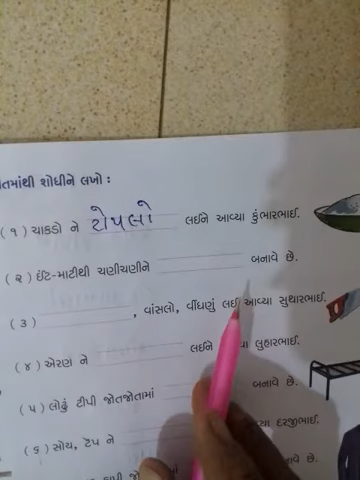 શોધીને લખો :
(૧) ચાકડો ને ટોપલો લઈને આવ્યા કુંભારભાઈ.
(૨) ઈંટ-માટીથી ચણીચણીને બનાવે છે.
(૩) , વાંસલો, વીંધણું લઈ આવ્યા સુથારભાઈ.
(૪) એરણ ને લઈને લુહારભાઈ.
(૫) લોઢું ટીપી જોતજોતામાં બનાવે છે.
(૬) સોય, ટેપ ને દરજીભાઈ.
છે.